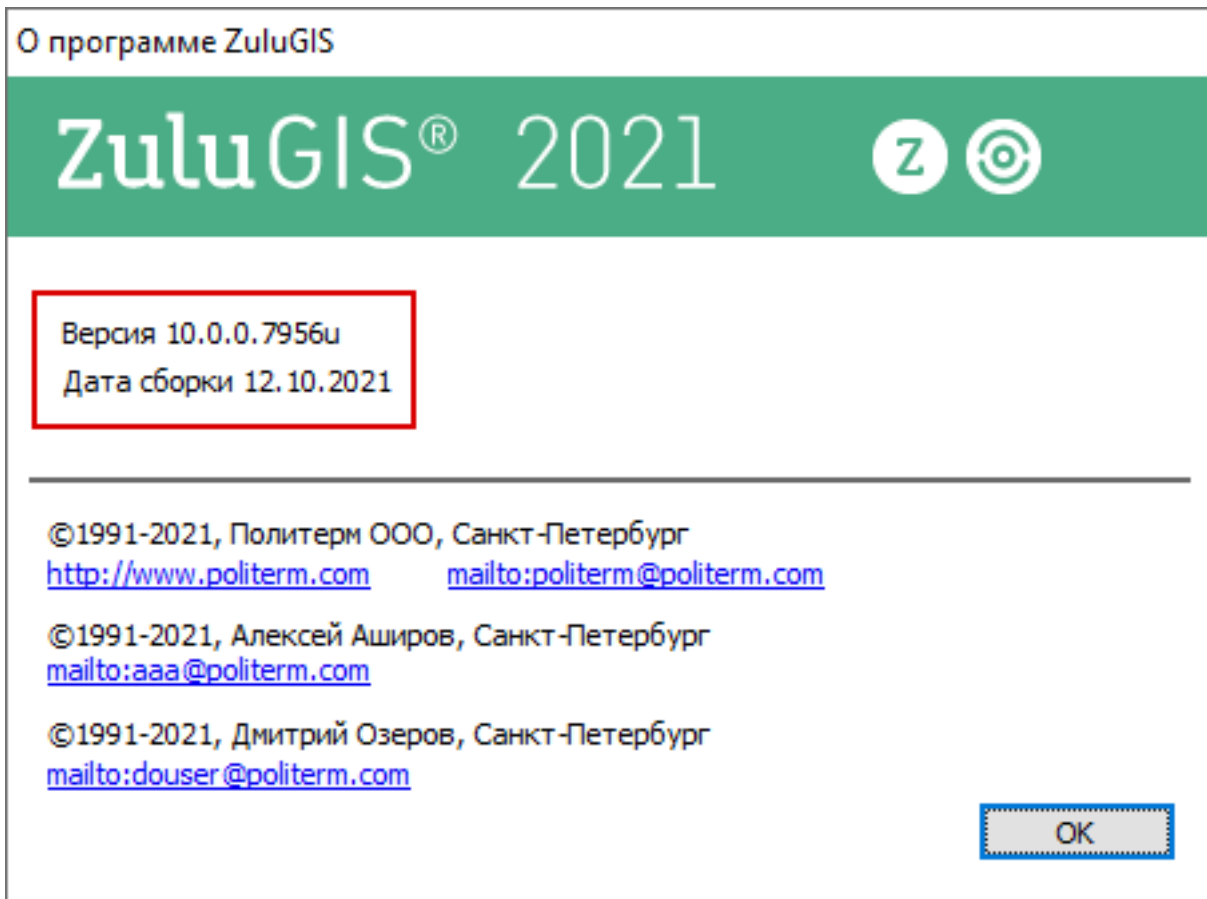 О программе ZuluGIS
ZuluGIS® 2021 Z
Версия 10.0.0.7956u
Дата сборки 12.10.2021
©1991-2021, Политерм ООО, Санкт-Петербург
http://www.politerm.com mailto:politerm@politerm.com
©1991-2021, Алексей Аширов, Санкт-Петербург
mailto:aaa@politerm.com
©1991-2021, Дмитрий Озеров, Санкт-Петербург
mailto:douser@politerm.com
OK